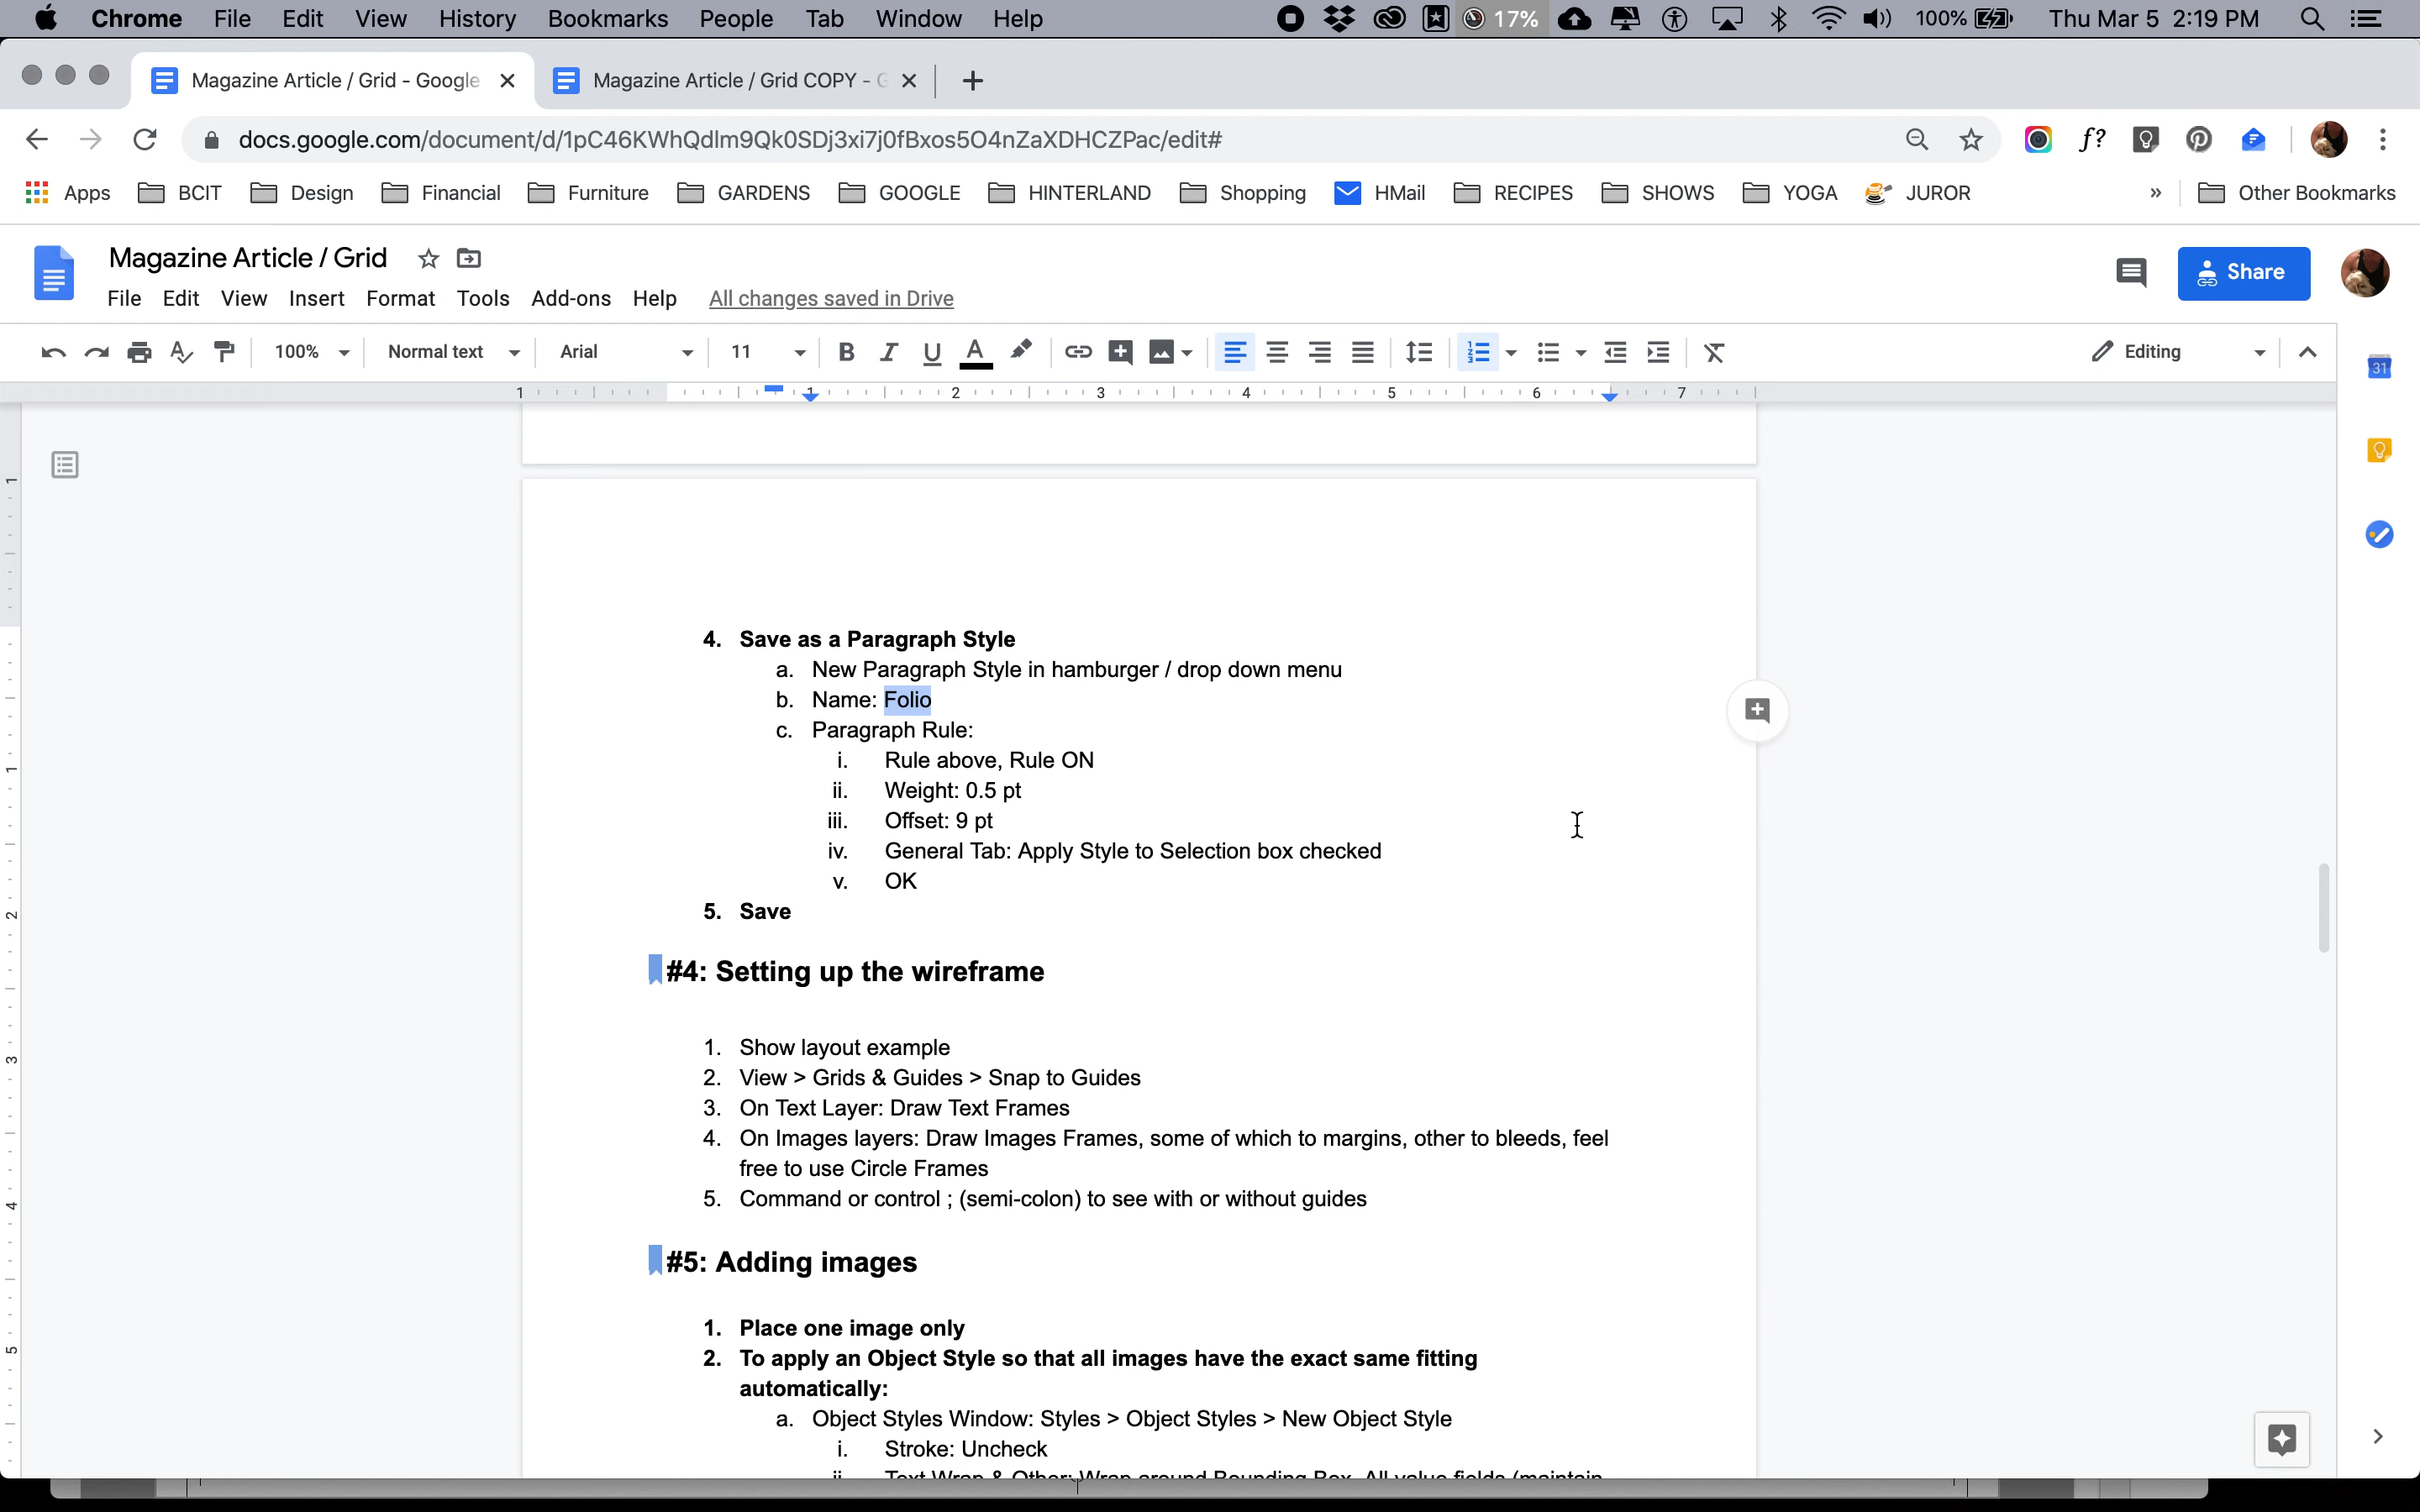 Chrome File Edit View History Bookmarks People Tab Window Help 17% 100% Thu Mar 5 2:19 PM
Magazine Article / Grid - Google Magazine Article / Grid COPY - G
docs.google.com/document/d/1pC46KWhQdlm9Qk0SDj3xi7j0fBxos5O4nZaXDHCZPac/edit# f?
Apps BCIT Design Financial Furniture GARDENS GOOGLE HINTERLAND Shopping HMail RECIPES SHOWS YOGA JUROR » Other Bookmarks
Magazine Article / Grid
Share
File Edit View Insert Format Tools Add-ons Help All changes saved in Drive
100% Normal text Arial 11 B I U A Editing
31
1 1 2 3 4 5 6 7
4. Save as a Paragraph Style
a. New Paragraph Style in hamburger / drop down menu
b. Name: Folio
c. Paragraph Rule:
i. Rule above, Rule ON
ii. Weight: 0.5 pt
iii. Offset: 9 pt
iv. General Tab: Apply Style to Selection box checked
v. OK
5. Save
#4: Setting up the wireframe
1. Show layout example
2. View > Grids & Guides > Snap to Guides
3. On Text Layer: Draw Text Frames
4. On Images layers: Draw Images Frames, some of which to margins, other to bleeds, feel
free to use Circle Frames
5. Command or control ; (semi-colon) to see with or without guides
#5: Adding images
1. Place one image only
2. To apply an Object Style so that all images have the exact same fitting
automatically:
a. Object Styles Window: Styles > Object Styles > New Object Style
i. Stroke: Uncheck
ii. Text Wrap & Other: Wrap around Bounding Box, All value fields (maintain